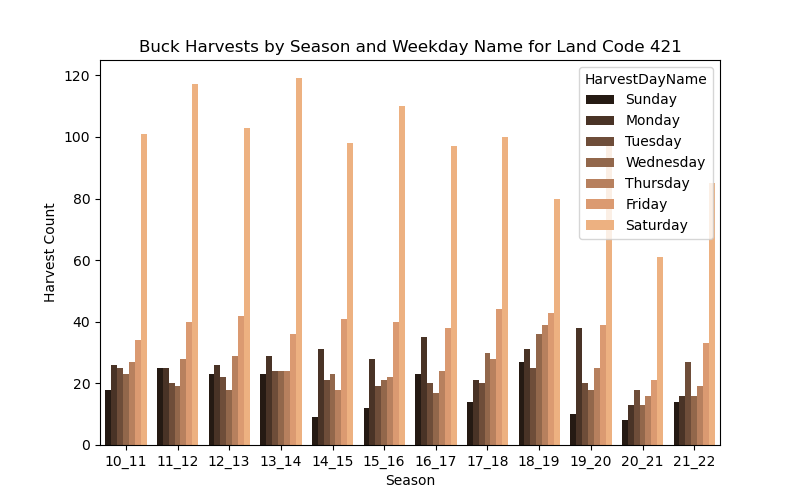 Buck Harvests by Season and Weekday Name for Land Code 421
HarvestDayName
Sunday
Monday
Tuesday
Wednesday
Thursday
Friday
Saturday
Harvest Count
120
100
80
60
40
20
0
10_11 11_12 12_13 13_14 14_15 15_16 16_17 17_18 18_19 19_20 20_21 21_22
Season